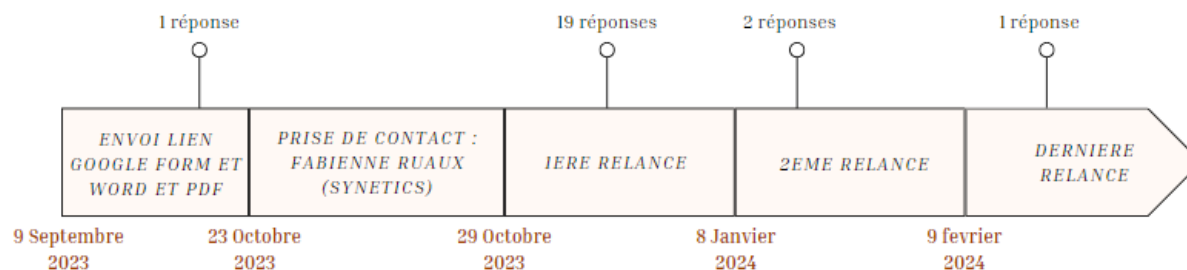 1 réponse
19 réponses
2 réponses
1 réponse
ENVOI LIEN
GOOGLE FORM ET
WORD ET PDF
PRISE DE CONTACT :
FABIENNE RUAUX
(SYNETICS)
1ERE RELANCE
2EME RELANCE
DERNIERE
RELANCE
9 Septembre
2023
23 Octobre
2023
29 Octobre
2023
8 Janvier
2024
9 fevrier
2024